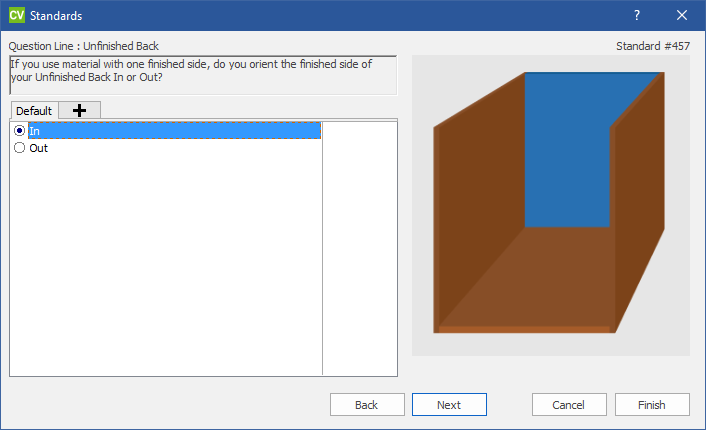 CV Standards ?
Question Line : Unfinished Back Standard #457
If you use material with one finished side, do you orient the finished side of
your Unfinished Back In or Out?
Default
In
Out
Back Next Cancel Finish